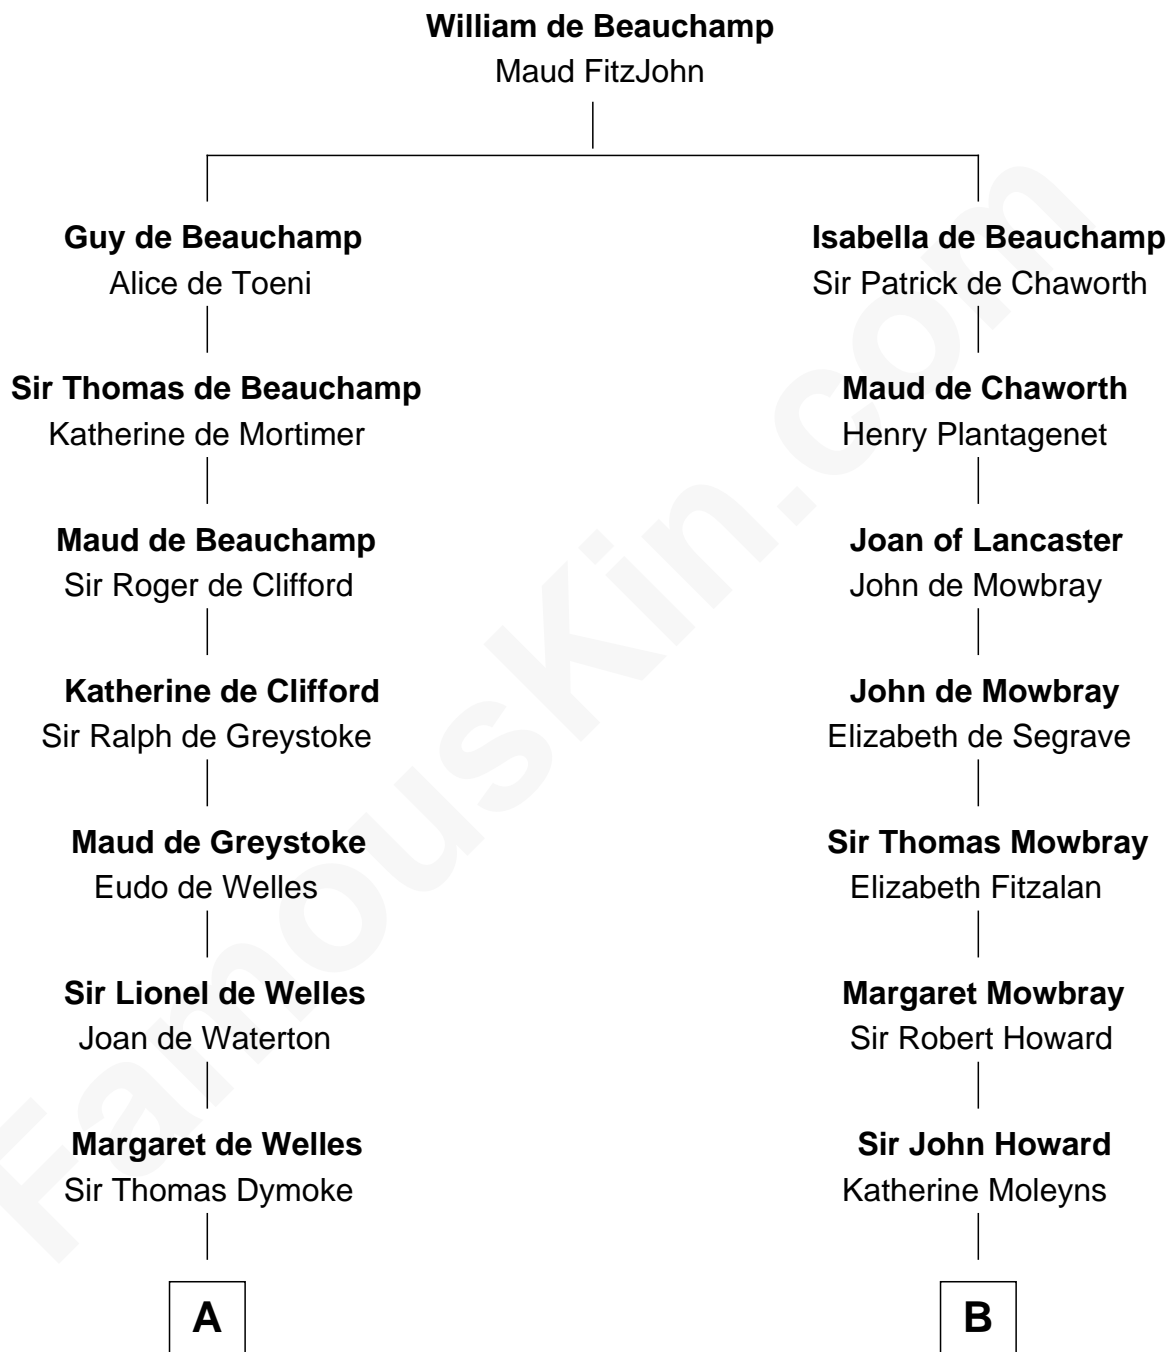 William de Beauchamp
Maud FitzJohn
Guy de Beauchamp
Alice de Toeni
Sir Thomas de Beauchamp
Katherine de Mortimer
Maud de Beauchamp
Sir Roger de Clifford
Katherine de Clifford
Sir Ralph de Greystoke
Maud de Greystoke
Eudo de Welles
Sir Lionel de Welles
Joan de Waterton
Margaret de Welles
Sir Thomas Dymoke
A
Isabella de Beauchamp
Sir Patrick de Chaworth
Maud de Chaworth
Henry Plantagenet
Joan of Lancaster
John de Mowbray
John de Mowbray
Elizabeth de Segrave
Sir Thomas Mowbray
Elizabeth Fitzalan
Margaret Mowbray
Sir Robert Howard
Sir John Howard
Katherine Moleyns
B
FamousKin.com